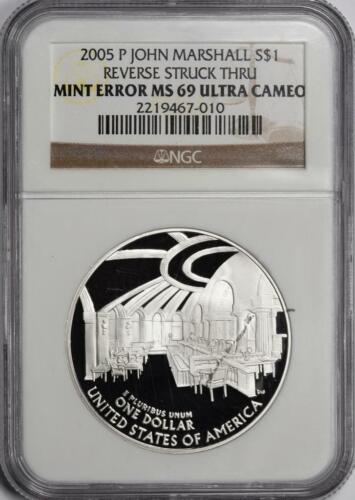 2005 P JOHN MARSHALL S$1
REVERSE STRUCK THRU
MINT ERROR MS 69 ULTRA CAMEO
2219467-010
NGC
E PLURIBUS UNUM
ONE DOLLAR
UNITED STATES OF AMERICA